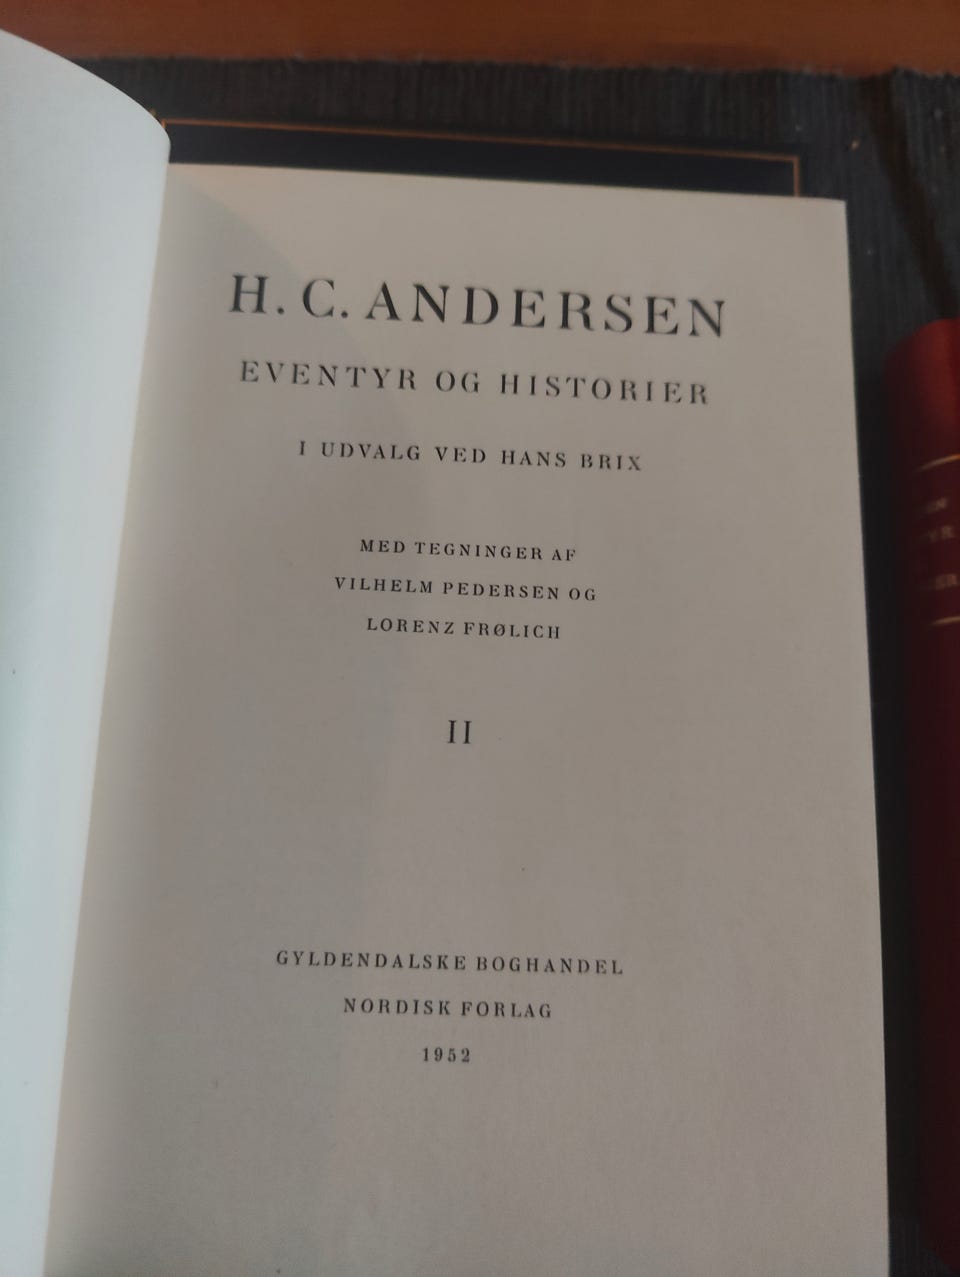 H. C. ANDERSEN
EVENTYR OG HISTORIER
I UDVALG VED HANS BRIX
MED TEGNINGER AF
VILHELM PEDERSEN OG
LORENZ FRØLICH
II
GYLDENDALSKE BOGHANDEL
NORDISK FORLAG
1952